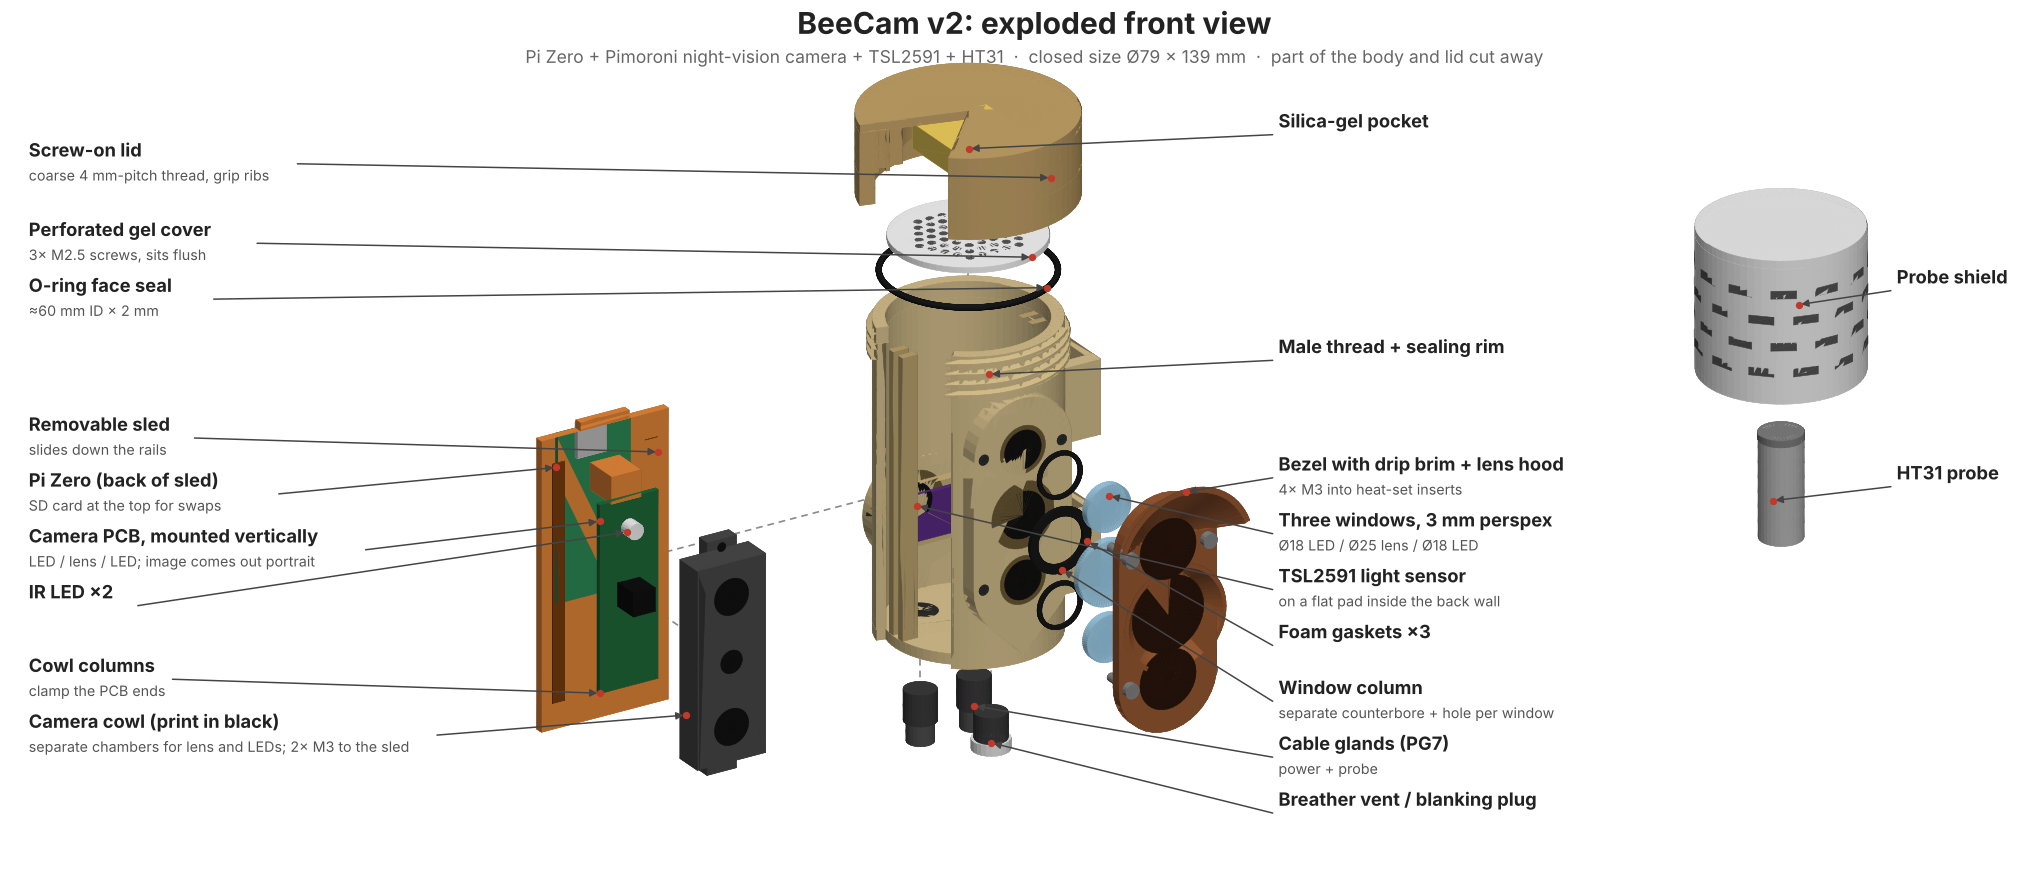 BeeCam v2: exploded front view
Pi Zero + Pimoroni night-vision camera + TSL2591 + HT31 · closed size Ø79 × 139 mm · part of the body and lid cut away
Screw-on lid
coarse 4 mm-pitch thread, grip ribs
Perforated gel cover
3× M2.5 screws, sits flush
O-ring face seal
≈60 mm ID × 2 mm
Removable sled
slides down the rails
Pi Zero (back of sled)
SD card at the top for swaps
Camera PCB, mounted vertically
LED / lens / LED; image comes out portrait
IR LED ×2
Cowl columns
clamp the PCB ends
Camera cowl (print in black)
separate chambers for lens and LEDs; 2× M3 to the sled
Silica-gel pocket
Male thread + sealing rim
Bezel with drip brim + lens hood
4× M3 into heat-set inserts
Three windows, 3 mm perspex
Ø18 LED / Ø25 lens / Ø18 LED
TSL2591 light sensor
on a flat pad inside the back wall
Foam gaskets ×3
Window column
separate counterbore + hole per window
Cable glands (PG7)
power + probe
Breather vent / blanking plug
Probe shield
HT31 probe